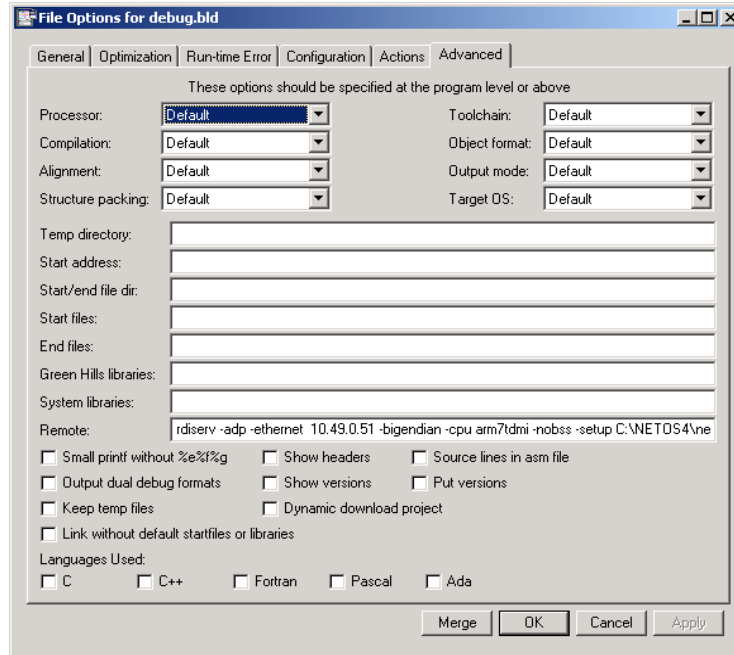 File Options for debug.bld
General Optimization Run-time Error Configuration Actions Advanced
These options should be specified at the program level or above
Processor: Default Toolchain: Default
Compilation: Default Object format: Default
Alignment: Default Output mode: Default
Structure packing: Default Target OS: Default
Temp directory:
Start address:
Start/end file dir:
Start files:
End files:
Green Hills libraries:
System libraries:
Remote: rdiserv -adp -ethernet 10.49.0.51 -bigendian -cpu arm7tdmi -nobss -setup C:\NETOS4\ne
Small printf without %e%f%g Show headers Source lines in asm file
Output dual debug formats Show versions Put versions
Keep temp files Dynamic download project
Link without default startfiles or libraries
Languages Used:
C C++ Fortran Pascal Ada
Merge OK Cancel Apply